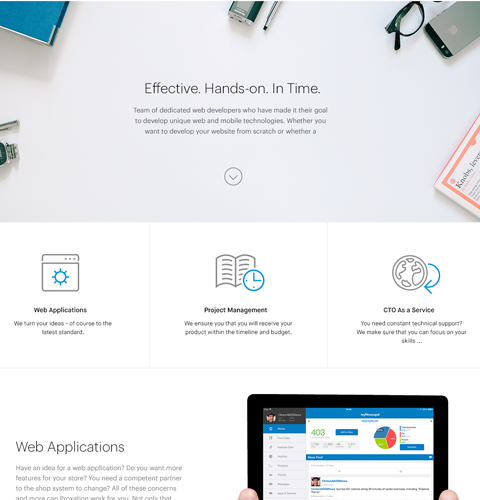 Effective. Hands-on. In Time.
Team of dedicated web developers who have made it their goal
to develop unique web and mobile technologies. Whether you
want to develop your website from scratch or whether a
Knobs, lever
Web Applications
We turn your ideas - of course to the
latest standard.
Project Management
We ensure you that you will receive your
product within the timeline and budget.
CTO As a Service
You need constant technical support?
We make sure that you can focus on your
skills ...
Web Applications
Have an idea for a web application? Do you want more
features for your store? You need a competent partner to
the shop system to change? All of these concerns
and more can Proxation work for you. Not only that
403